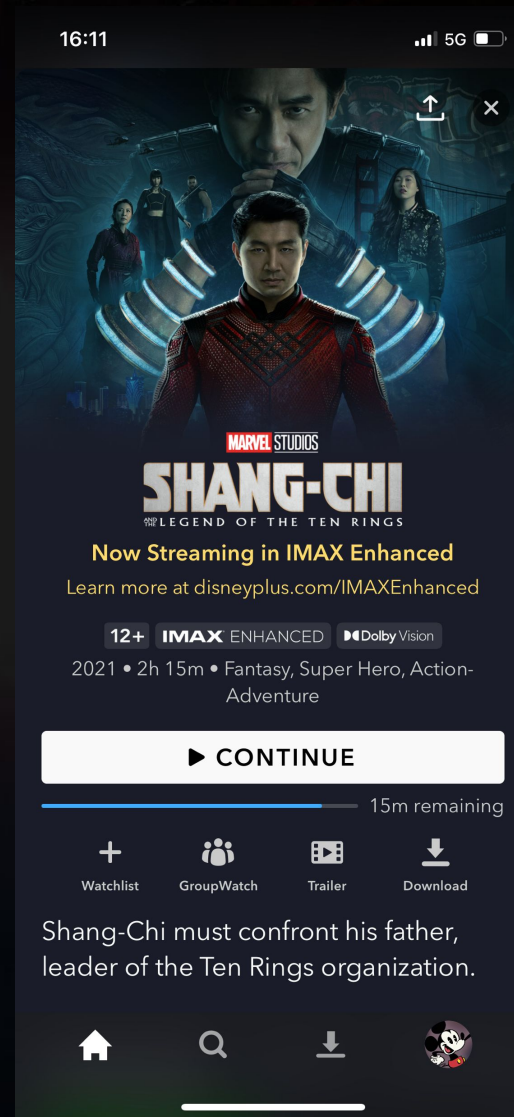 16:11
5G
MARVEL STUDIOS
SHANG-CHI
AND THE LEGEND OF THE TEN RINGS
Now Streaming in IMAX Enhanced
Learn more at disneyplus.com/IMAXEnhanced
12+ IMAX ENHANCED Dolby Vision
2021 • 2h 15m • Fantasy, Super Hero, Action-
Adventure
CONTINUE
15m remaining
Watchlist GroupWatch Trailer Download
Shang-Chi must confront his father,
leader of the Ten Rings organization.